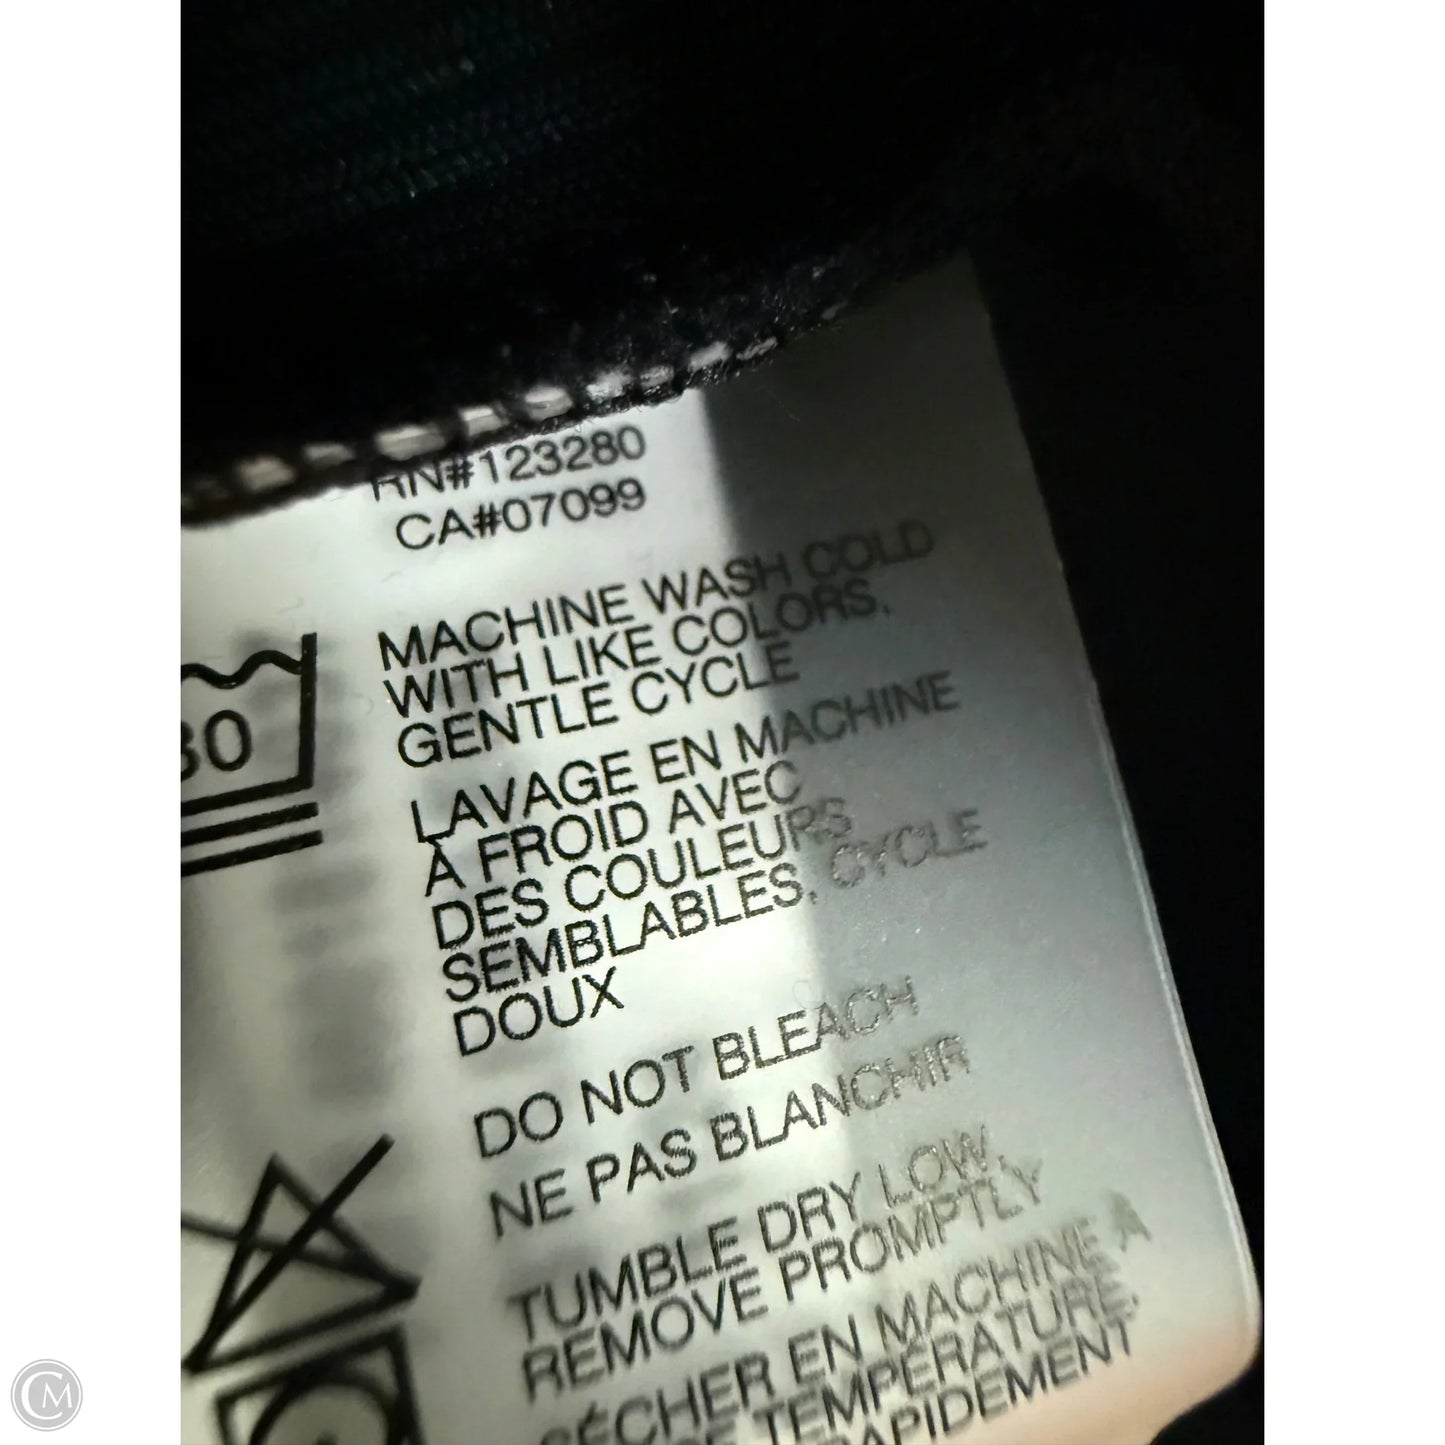 RN#123280
CA#07099
MACHINE WASH COLD
WITH LIKE COLORS,
GENTLE CYCLE
LAVAGE EN MACHINE
À FROID AVEC
DES COULEURS
SEMBLABLES, CYCLE
DOUX
30
DO NOT BLEACH
NE PAS BLANCHIR
TUMBLE DRY LOW,
REMOVE PROMPTLY
SÉCHER EN MACHINE À
TEMPÉRATURE,
RAPIDEMENT
CM